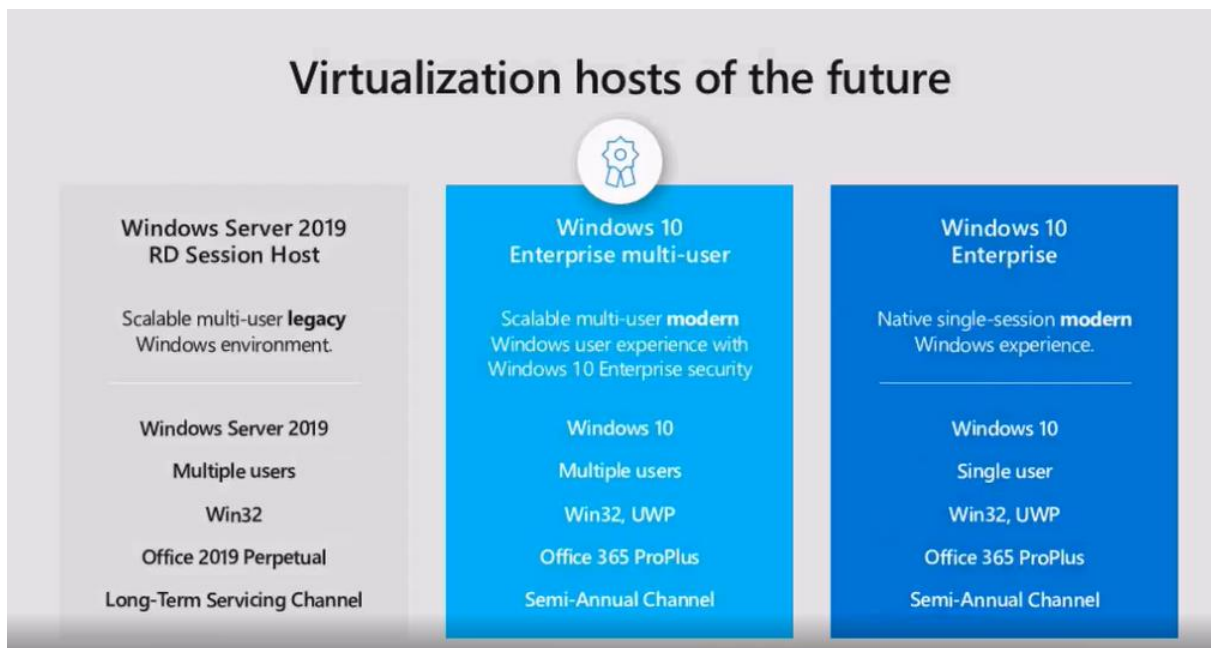 Virtualization hosts of the future
Windows Server 2019
RD Session Host
Scalable multi-user legacy
Windows environment.
Windows Server 2019
Multiple users
Win32
Office 2019 Perpetual
Long-Term Servicing Channel
Windows 10
Enterprise multi-user
Scalable multi-user modern
Windows user experience with
Windows 10 Enterprise security
Windows 10
Multiple users
Win32, UWP
Office 365 ProPlus
Semi-Annual Channel
Windows 10
Enterprise
Native single-session modern
Windows experience.
Windows 10
Single user
Win32, UWP
Office 365 ProPlus
Semi-Annual Channel